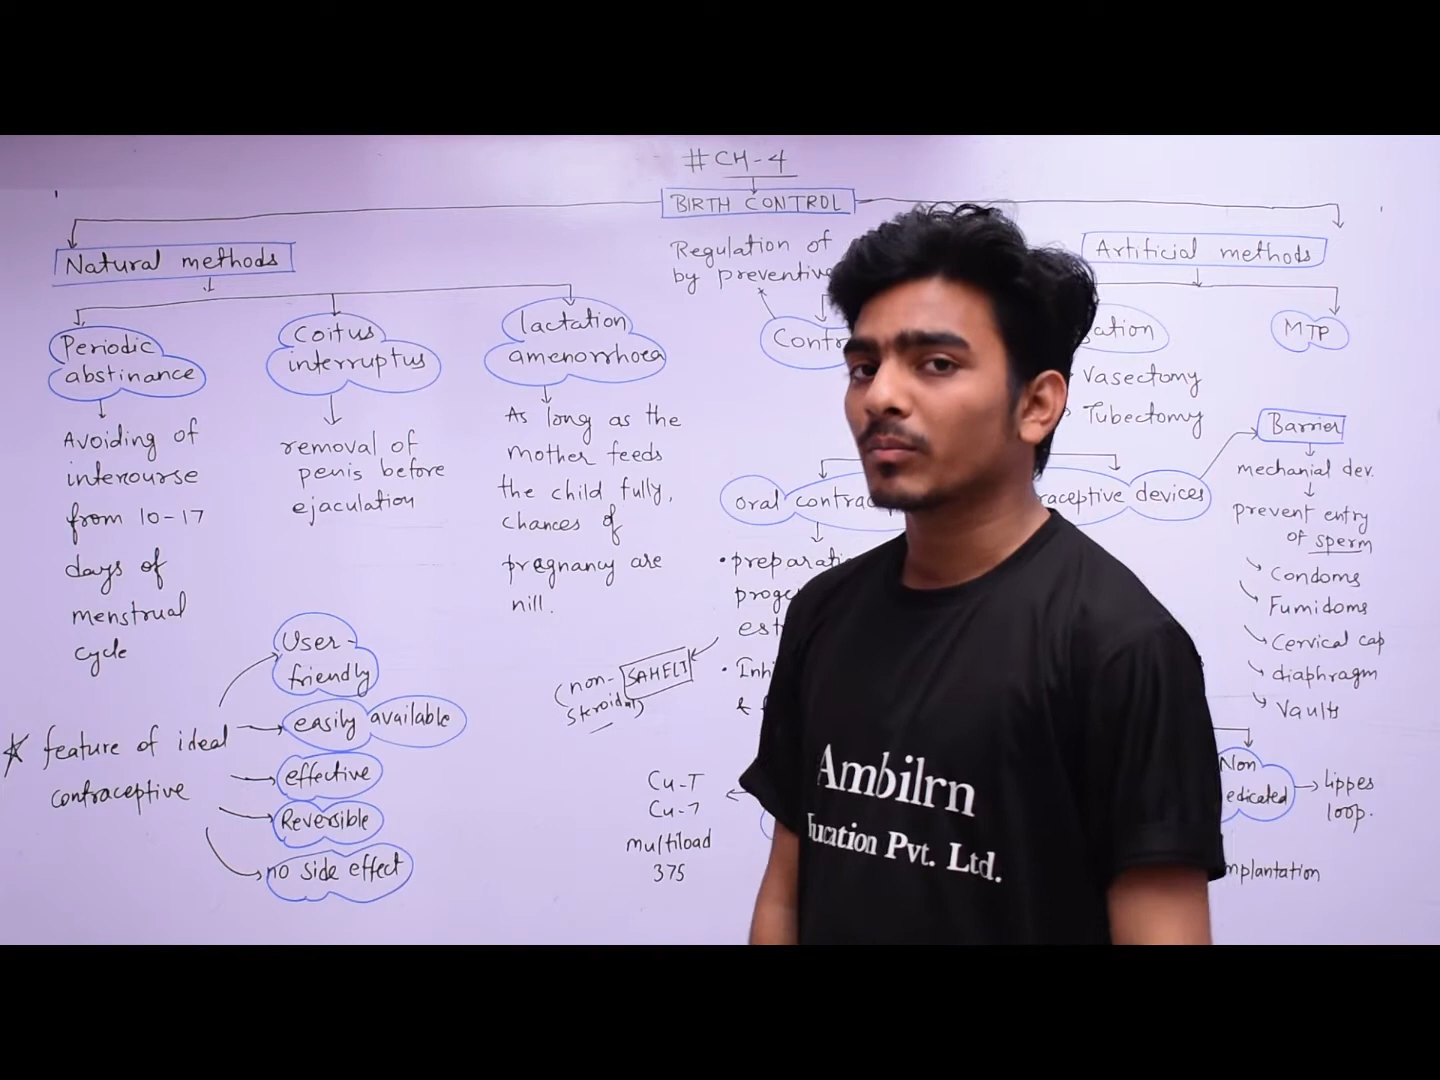 # CH-4
BIRTH CONTROL
Natural methods
Artificial methods
Regulation of
by preventive
Periodic
abstinance
Avoiding of
interourse
from 10-17
days of
menstrual
cycle
Coitus
interruptus
removal of
penis before
ejaculation
lactation
amenorrhoea
As long as the
mother feeds
the child fully,
chances of
pregnancy are
nill.
Contr
ation
Vasectomy
Tubectomy
MTP
oral contrac
raceptive devices
• preparati
proge
est
• Inh
&
SAHELI
(non-
steroidal)
Barrier
mechanial dev.
prevent entry
of sperm
Condoms
Fumidoms
Cervical cap
diaphragm
Vaults
Cu-T
Cu-7
multiload
375
Non
edicated
lippes
loop.
mplantation
feature of ideal
contraceptive
User-
friendly
easily available
effective
Reversible
no side effect
Ambilrn
ucation Pvt. Ltd.